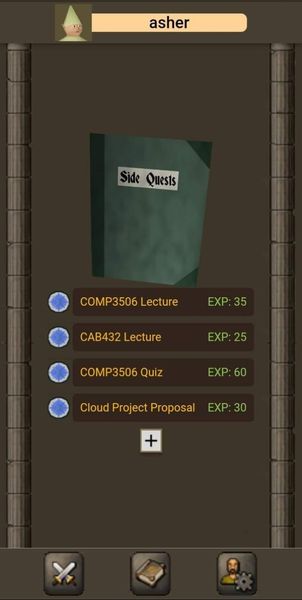 asher
Side Quests
COMP3506 Lecture EXP: 35
CAB432 Lecture EXP: 25
COMP3506 Quiz EXP: 60
Cloud Project Proposal EXP: 30
+